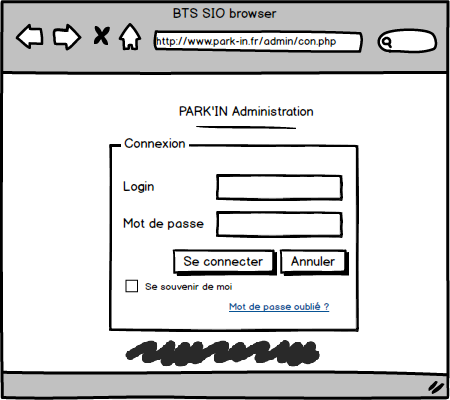 BTS SIO browser
http://www.park-in.fr/admin/con.php
PARK'IN Administration
Connexion
Login
Mot de passe
Se connecter
Annuler
Se souvenir de moi
Mot de passe oublié ?